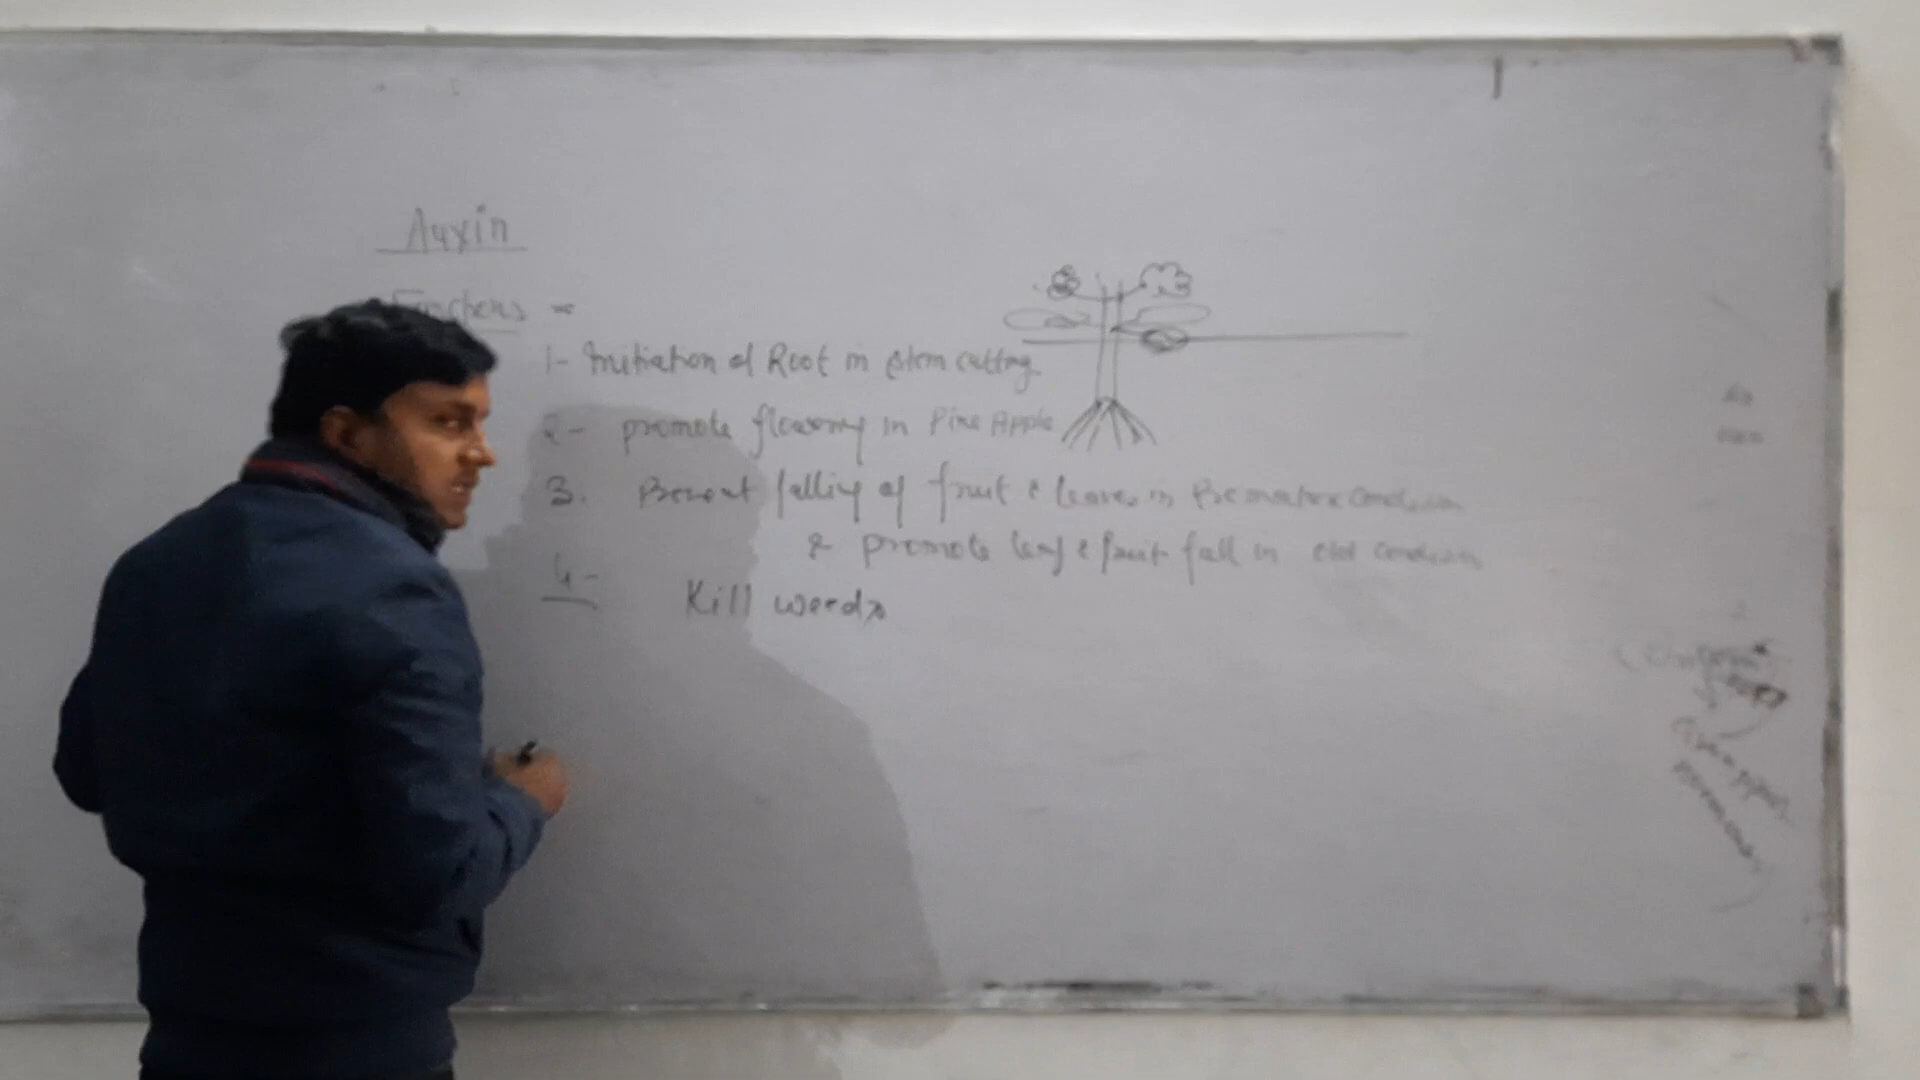 Auxin
Functions =
1- Initiation of Root in stem cutting
2- promote flowering in Pine Apple
3. Prevent falling of fruit & leaves in Premature condition
& promote leaf & fruit fall in old condition
4- Kill weeds